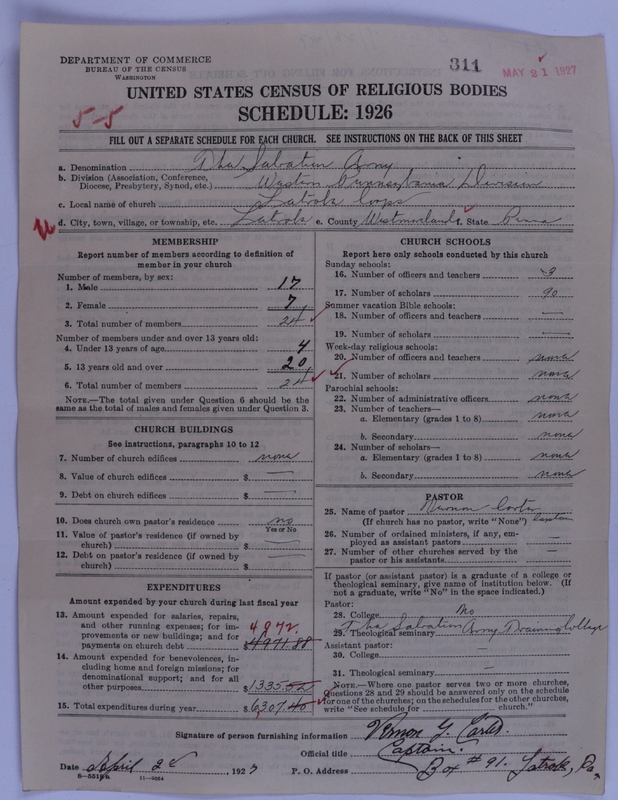 DEPARTMENT OF COMMERCE
BUREAU OF THE CENSUS
WASHINGTON
311
MAY 21 1927
UNITED STATES CENSUS OF RELIGIOUS BODIES
SCHEDULE: 1926
5-5
FILL OUT A SEPARATE SCHEDULE FOR EACH CHURCH. SEE INSTRUCTIONS ON THE BACK OF THIS SHEET
a. Denomination The Salvation Army
b. Division (Association, Conference,
Diocese, Presbytery, Synod, etc.) Western Pennsylvania Division
c. Local name of church Latrobe Corps
d. City, town, village, or township, etc. Latrobe e. County Westmoreland f. State Penna
MEMBERSHIP
Report number of members according to definition of
member in your church
Number of members, by sex:
1. Male 17
2. Female 7
3. Total number of members 24
Number of members under and over 13 years old:
4. Under 13 years of age 4
5. 13 years old and over 20
6. Total number of members 24
NOTE.—The total given under Question 6 should be the
same as the total of males and females given under Question 3.
CHURCH BUILDINGS
See instructions, paragraphs 10 to 12
7. Number of church edifices none
8. Value of church edifices $ —
9. Debt on church edifices $ —
10. Does church own pastor's residence no
Yes or No
11. Value of pastor's residence (if owned by
church) $ —
12. Debt on pastor's residence (if owned by
church) $ —
EXPENDITURES
Amount expended by your church during last fiscal year
13. Amount expended for salaries, repairs,
and other running expenses; for im-
provements or new buildings; and for
payments on church debt $ 4971.88
4972.
14. Amount expended for benevolences, in-
cluding home and foreign missions; for
denominational support; and for all
other purposes $ 1335.52
15. Total expenditures during year $ 6307.40
CHURCH SCHOOLS
Report here only schools conducted by this church
Sunday schools:
16. Number of officers and teachers 9
17. Number of scholars 90
Summer vacation Bible schools:
18. Number of officers and teachers —
19. Number of scholars —
Week-day religious schools:
20. Number of officers and teachers none
21. Number of scholars none
Parochial schools:
22. Number of administrative officers none
23. Number of teachers—
a. Elementary (grades 1 to 8) none
b. Secondary none
24. Number of scholars—
a. Elementary (grades 1 to 8) none
b. Secondary none
PASTOR
25. Name of pastor Vernon Carter
(If church has no pastor, write "None") Captain
26. Number of ordained ministers, if any, em-
ployed as assistant pastors —
27. Number of other churches served by the
pastor or his assistants —
If pastor (or assistant pastor) is a graduate of a college or
theological seminary, give name of institution below. (If
not a graduate, write "No" in the space indicated.)
Pastor:
28. College No
29. Theological seminary The Salvation Army Training College
Assistant pastor:
30. College —
31. Theological seminary —
NOTE.—Where one pastor serves two or more churches,
Questions 28 and 29 should be answered only on the schedule
for one of the churches; on the schedules for the other churches,
write "See schedule for church."
Signature of person furnishing information Vernon Y. Carter
Official title Captain.
Date April 22, 1927 P. O. Address Box #91. Latrobe, Pa.
8-5518a 11-9264